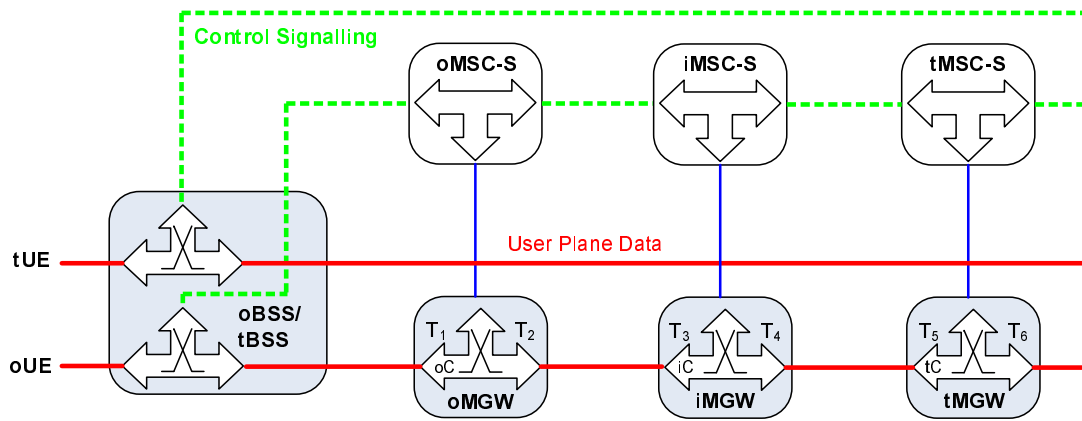 Control Signalling
oMSC-S
iMSC-S
tMSC-S
User Plane Data
tUE
oBSS/
tBSS
oUE
T1
T2
oC
oMGW
T3
T4
iC
iMGW
T5
T6
tC
tMGW